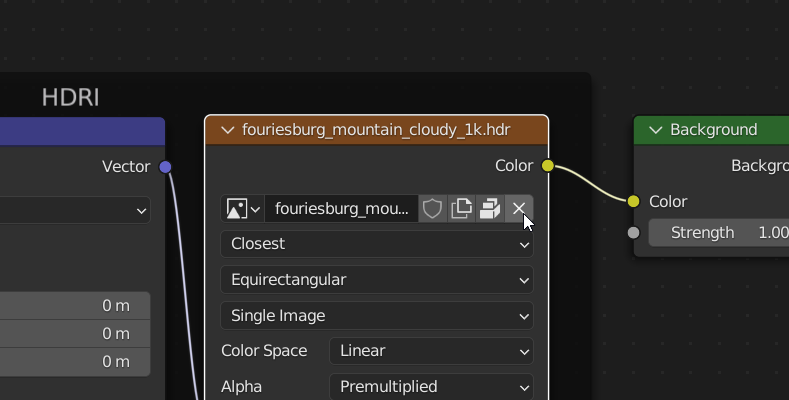 HDRI
fouriesburg_mountain_cloudy_1k.hdr
Background
Vector
Color
Backgro
Color
fouriesburg_mou...
Strength 1.00
Closest
Equirectangular
0 m
Single Image
0 m
Color Space Linear
0 m
Alpha Premultiplied